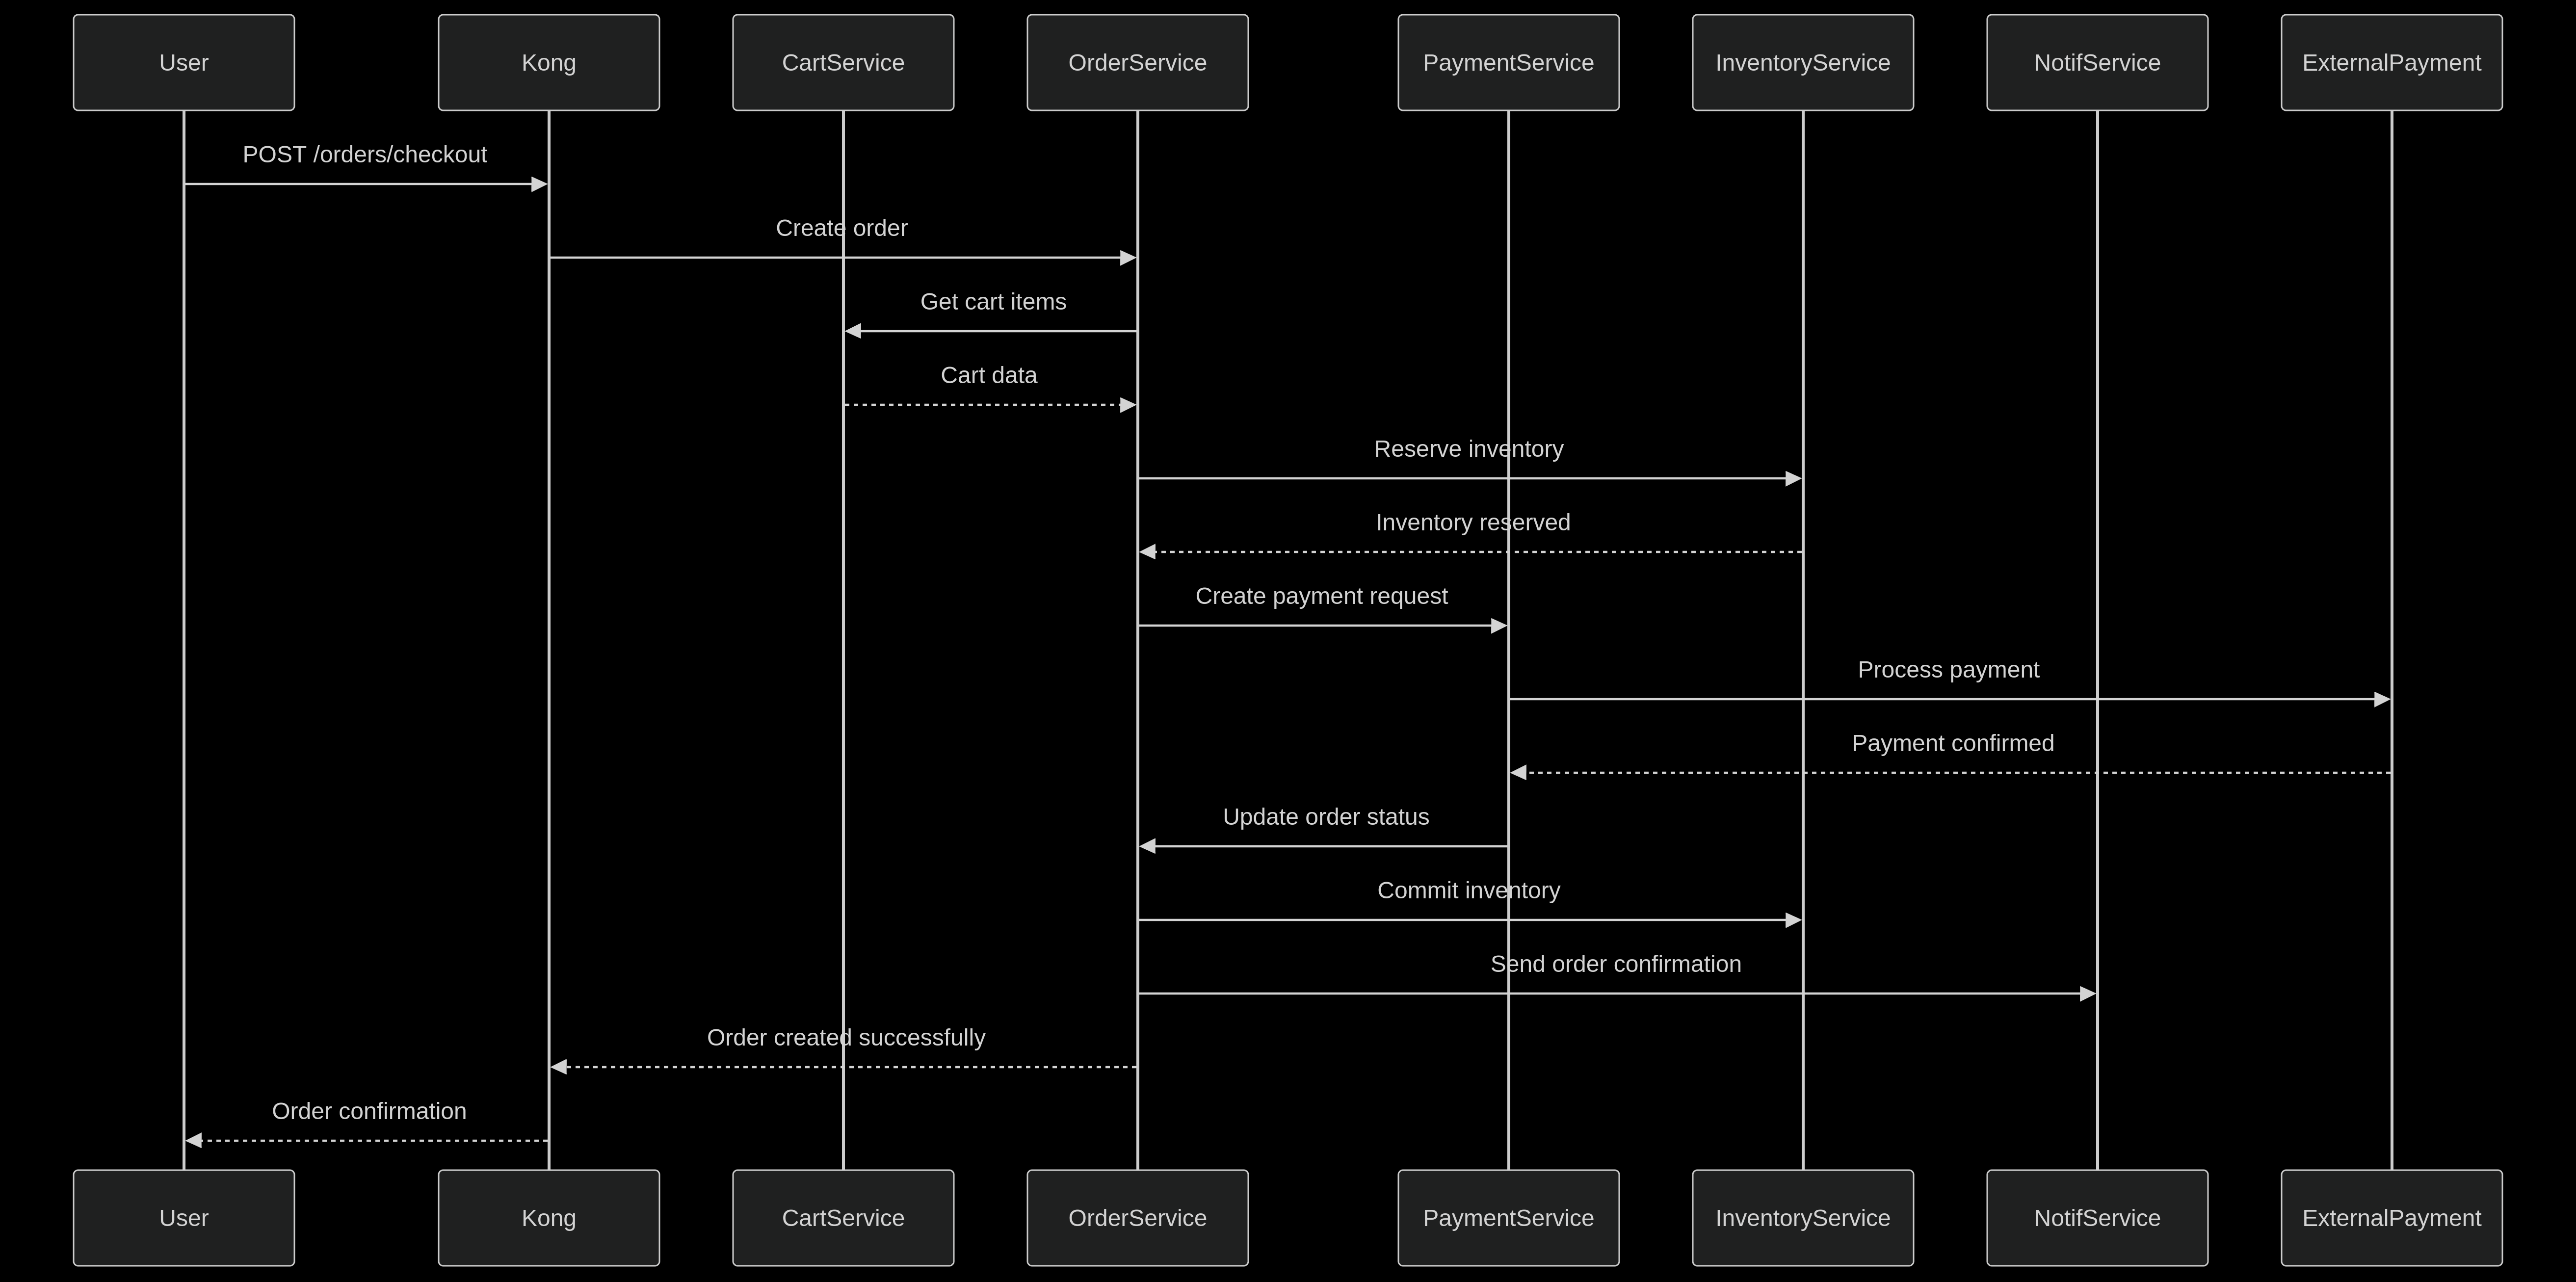 User
Kong
CartService
OrderService
PaymentService
InventoryService
NotifService
ExternalPayment
POST /orders/checkout
Create order
Get cart items
Cart data
Reserve inventory
Inventory reserved
Create payment request
Process payment
Payment confirmed
Update order status
Commit inventory
Send order confirmation
Order created successfully
Order confirmation
User
Kong
CartService
OrderService
PaymentService
InventoryService
NotifService
ExternalPayment